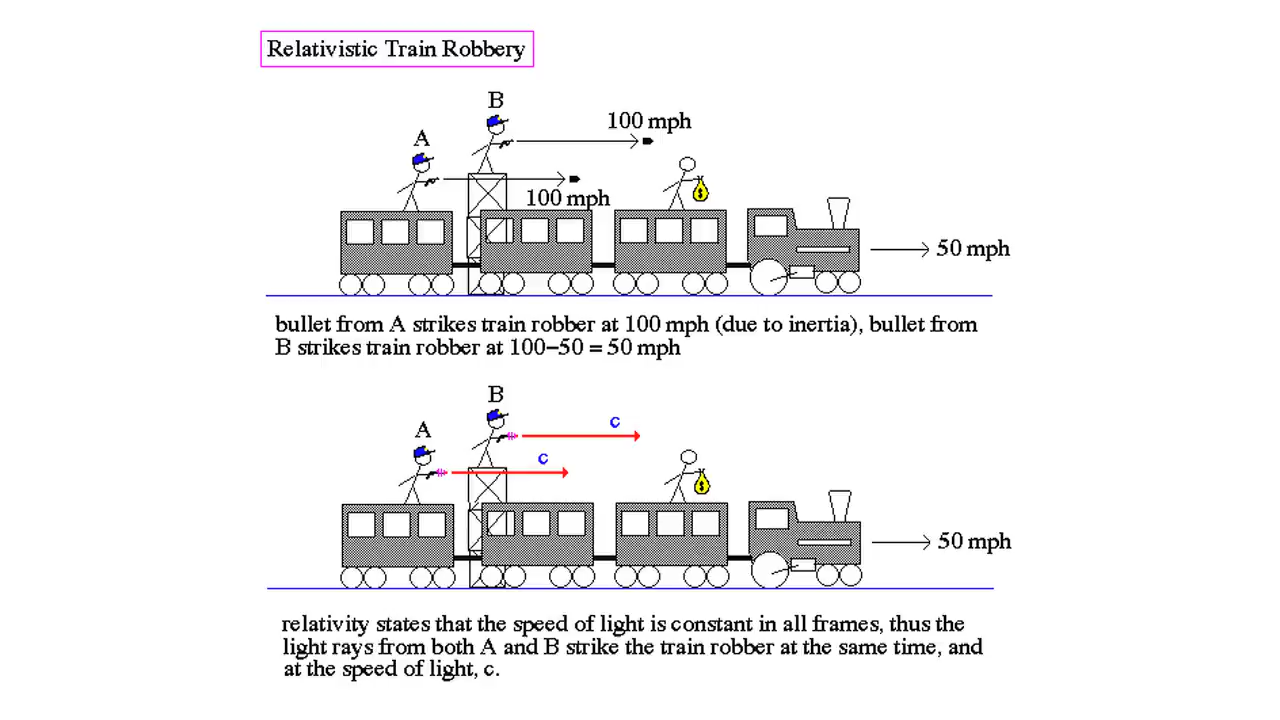 Relativistic Train Robbery
B
100 mph
A
100 mph
$
50 mph
bullet from A strikes train robber at 100 mph (due to inertia), bullet from
B strikes train robber at 100−50 = 50 mph
B
c
A
c
$
50 mph
relativity states that the speed of light is constant in all frames, thus the
light rays from both A and B strike the train robber at the same time, and
at the speed of light, c.